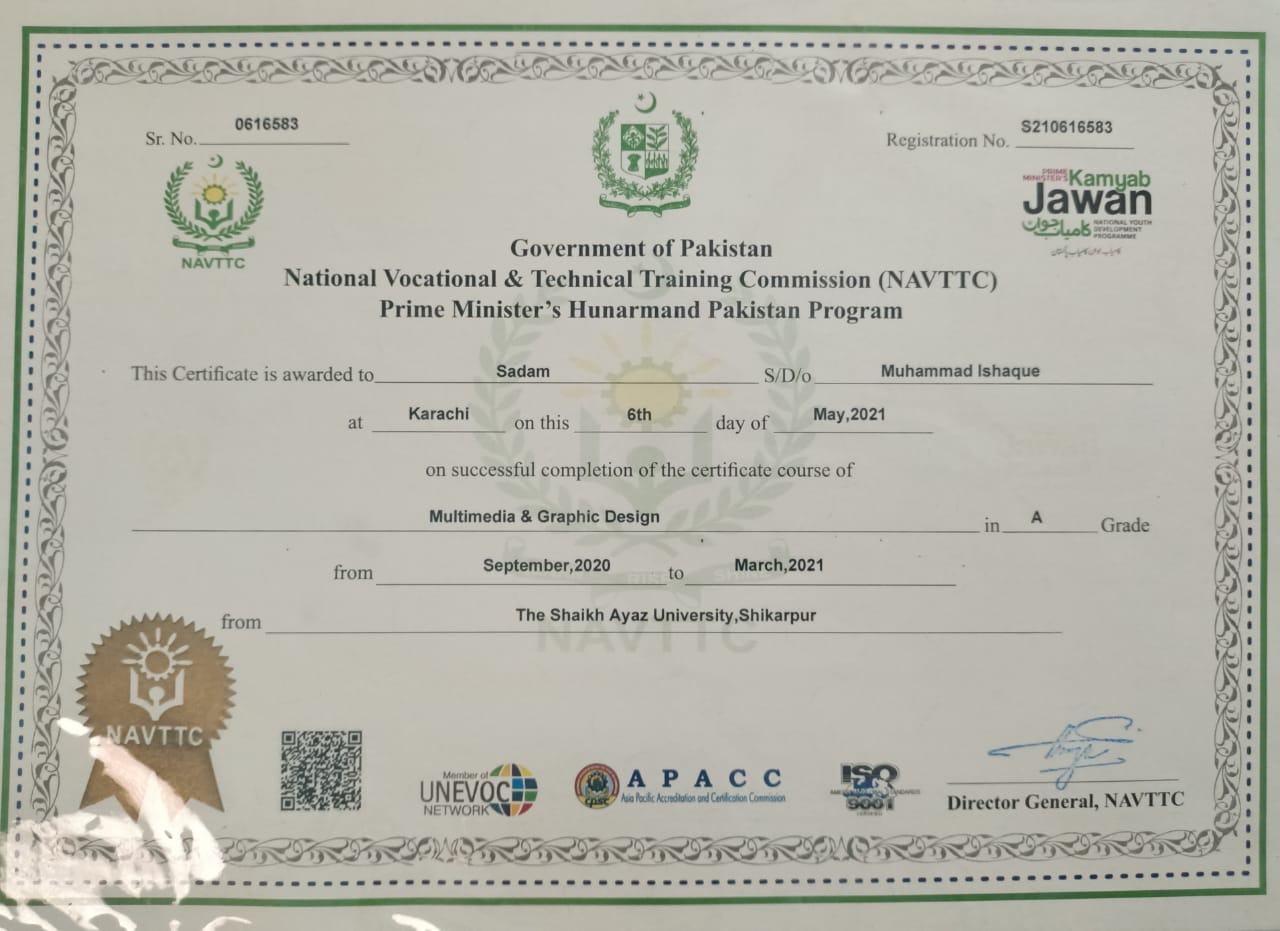 Sr. No. 0616583
Registration No. S210616583
NAVTTC
PRIME MINISTER'S Kamyab
Jawan
کامیاب جوان
NATIONAL YOUTH
DEVELOPMENT
PROGRAMME
Government of Pakistan
National Vocational & Technical Training Commission (NAVTTC)
Prime Minister's Hunarmand Pakistan Program
This Certificate is awarded to Sadam S/D/o Muhammad Ishaque
at Karachi on this 6th day of May,2021
on successful completion of the certificate course of
Multimedia & Graphic Design in A Grade
from September,2020 to March,2021
from The Shaikh Ayaz University,Shikarpur
NAVTTC
NAVTTC
Member of
UNEVOC
NETWORK
APACC
Asia Pacific Accreditation and Certification Commission
ISO
9001
Director General, NAVTTC